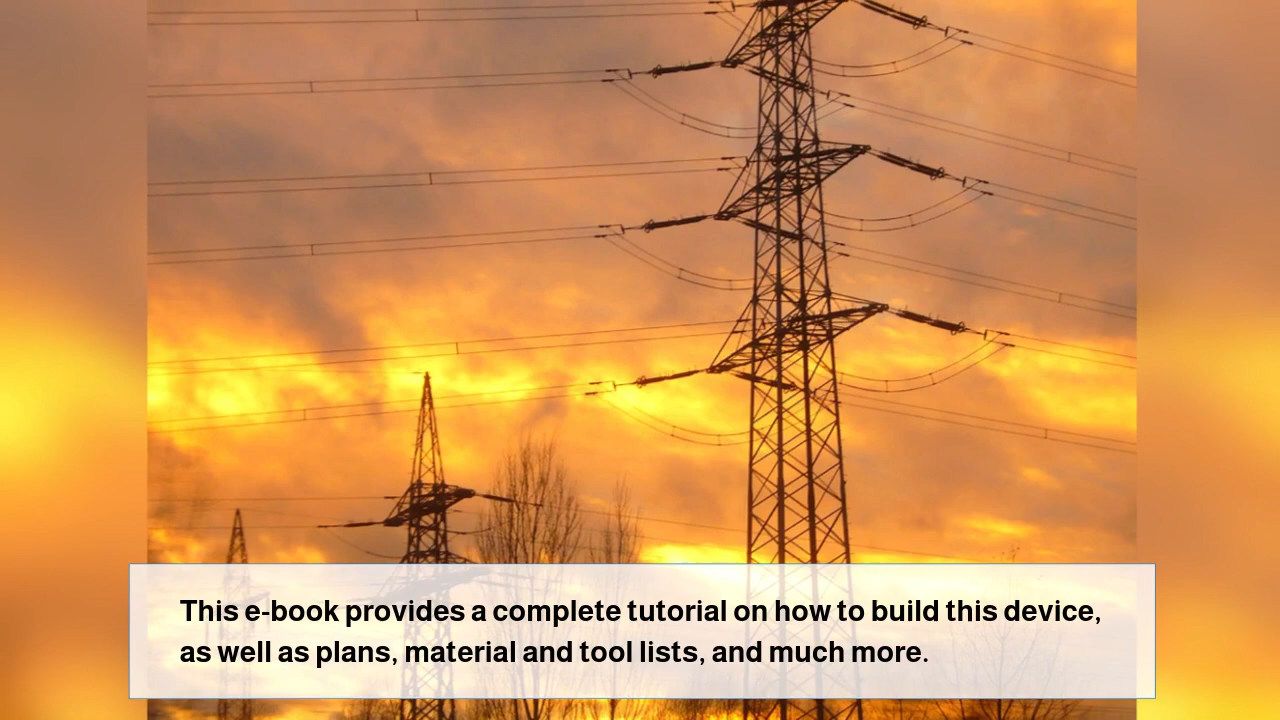 This e-book provides a complete tutorial on how to build this device,
as well as plans, material and tool lists, and much more.